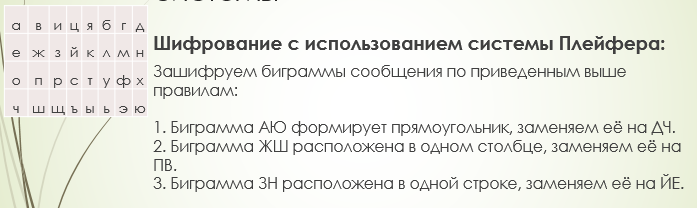 а в и ц я б г д
е ж з й к л м н
о п р с т у ф х
ч ш щ ъ ы ь э ю
Шифрование с использованием системы Плейфера:
Зашифруем биграммы сообщения по приведенным выше
правилам:
1. Биграмма АЮ формирует прямоугольник, заменяем её на ДЧ.
2. Биграмма ЖШ расположена в одном столбце, заменяем её на
ПВ.
3. Биграмма ЗН расположена в одной строке, заменяем её на ЙЕ.